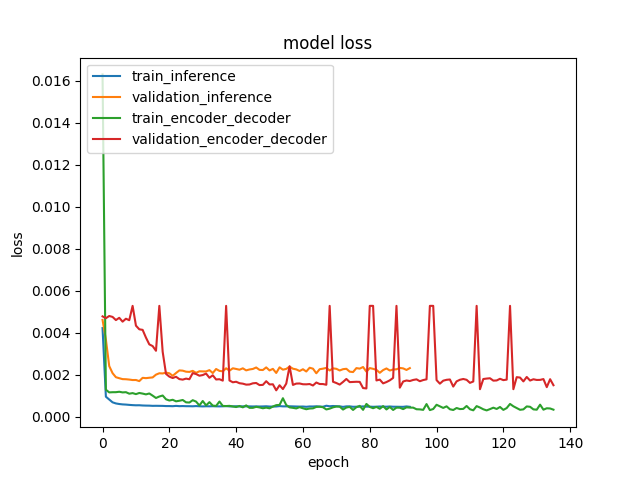 model loss
train_inference
validation_inference
train_encoder_decoder
validation_encoder_decoder
0.016
0.014
0.012
0.010
0.008
0.006
0.004
0.002
0.000
loss
0 20 40 60 80 100 120 140
epoch